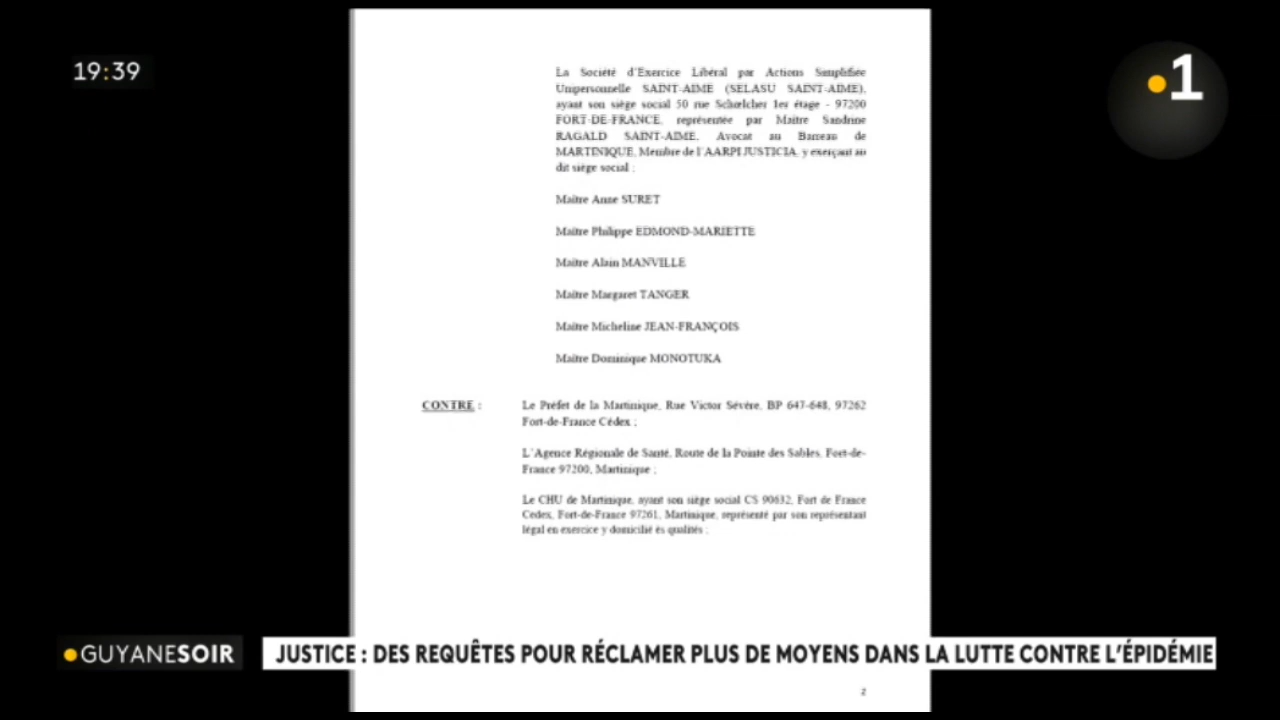 19:39
1
La Société d'Exercice Libéral par Actions Simplifiée
Unipersonnelle SAINT-AIME (SELASU SAINT-AIME),
ayant son siège social 50 rue Schœlcher 1er étage - 97200
FORT-DE-FRANCE, représentée par Maître Sandrine
RAGALD SAINT-AIME, Avocat au Barreau de
MARTINIQUE, Membre de l'AARPI JUSTICIA, y exerçant au
dit siège social ;
Maître Anne SURET
Maître Philippe EDMOND-MARIETTE
Maître Alain MANVILLE
Maître Margaret TANGER
Maître Micheline JEAN-FRANÇOIS
Maître Dominique MONOTUKA
CONTRE :
Le Préfet de la Martinique, Rue Victor Sévère, BP 647-648, 97262
Fort-de-France Cédex ;
L'Agence Régionale de Santé, Route de la Pointe des Sables, Fort-de-
France 97200, Martinique ;
Le CHU de Martinique, ayant son siège social CS 90632, Fort de France
Cedex, Fort-de-France 97261, Martinique, représenté par son représentant
légal en exercice y domicilié ès qualités ;
GUYANESOIR
JUSTICE : DES REQUÊTES POUR RÉCLAMER PLUS DE MOYENS DANS LA LUTTE CONTRE L'ÉPIDÉMIE
2